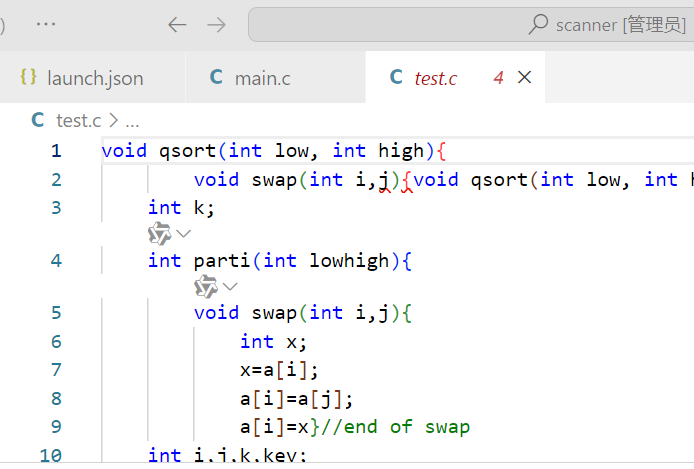 ) ··· ← → scanner [管理员]
{} launch.json C main.c C test.c 4 ×
C test.c > ...
1 void qsort(int low, int high){
2 void swap(int i,j){void qsort(int low, int
3 int k;
4 int parti(int lowhigh){
5 void swap(int i,j){
6 int x;
7 x=a[i];
8 a[i]=a[j];
9 a[i]=x}//end of swap
10 int i,j,k,key;